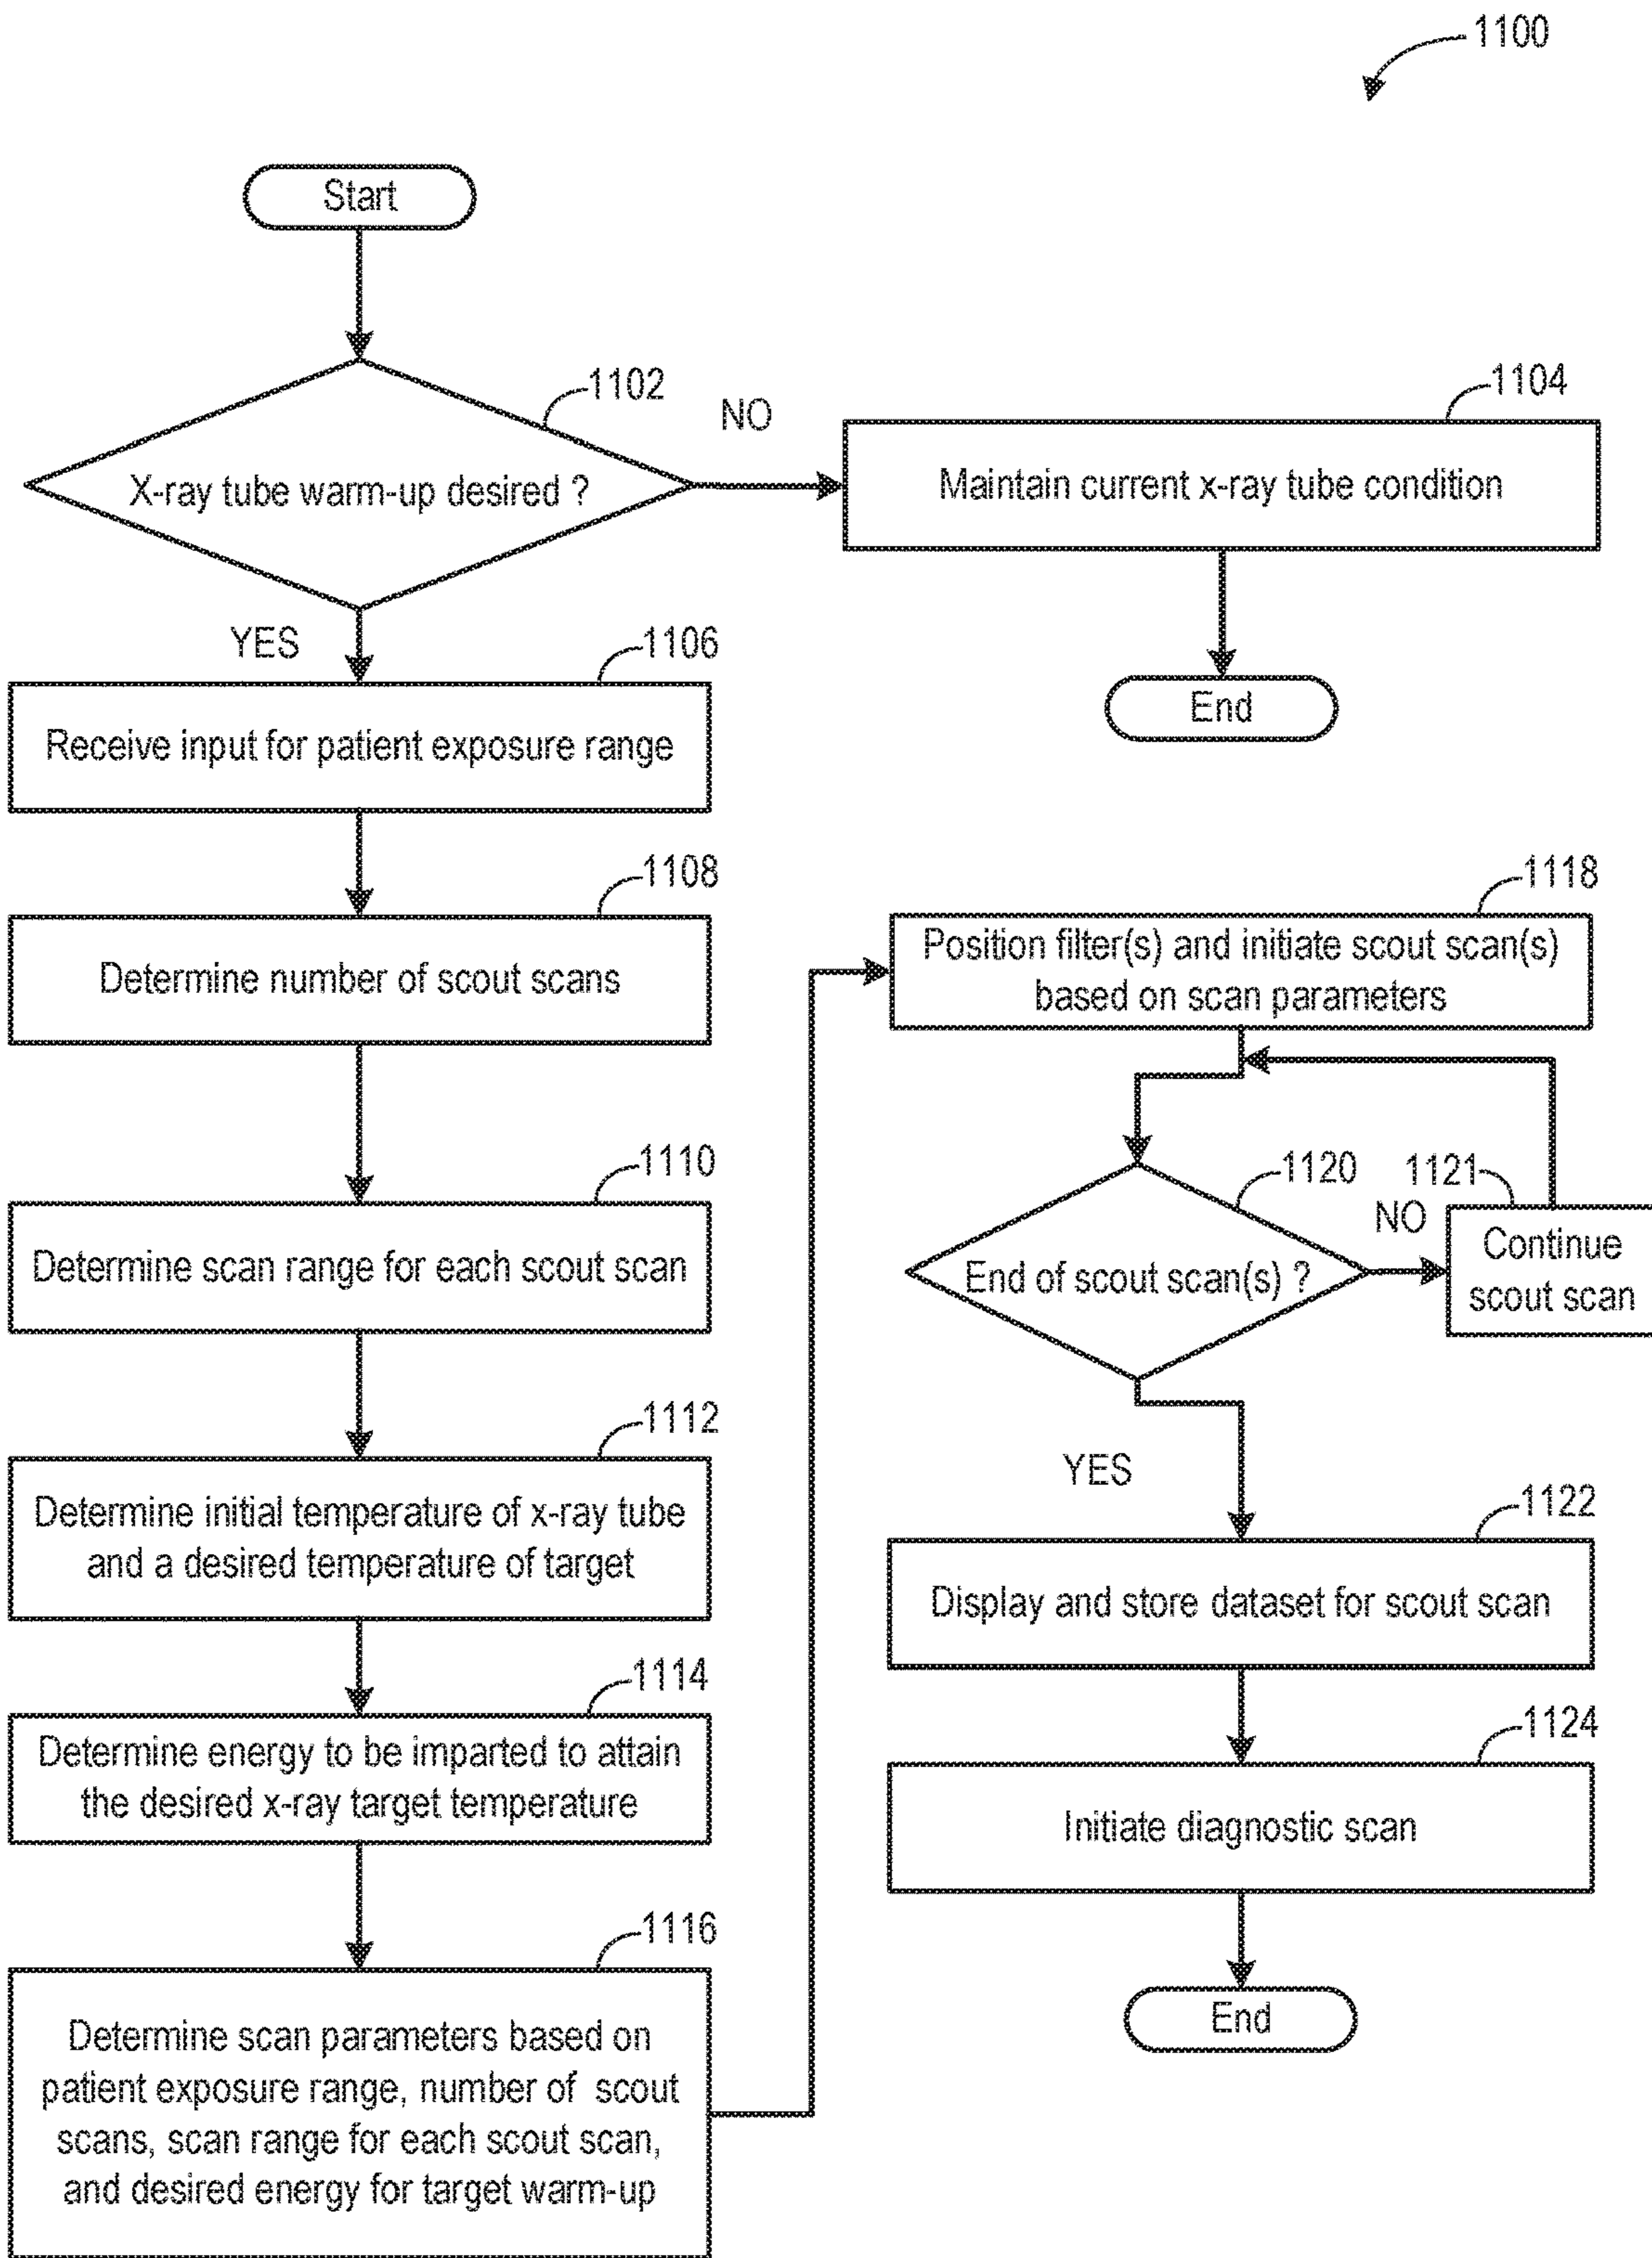 1100
Start
1102
X-ray tube warm-up desired ?
NO
1104
Maintain current x-ray tube condition
End
YES
1106
Receive input for patient exposure range
1108
Determine number of scout scans
1110
Determine scan range for each scout scan
1112
Determine initial temperature of x-ray tube
and a desired temperature of target
1114
Determine energy to be imparted to attain
the desired x-ray target temperature
1116
Determine scan parameters based on
patient exposure range, number of scout
scans, scan range for each scout scan,
and desired energy for target warm-up
1118
Position filter(s) and initiate scout scan(s)
based on scan parameters
1120
End of scout scan(s) ?
NO
1121
Continue
scout scan
YES
1122
Display and store dataset for scout scan
1124
Initiate diagnostic scan
End